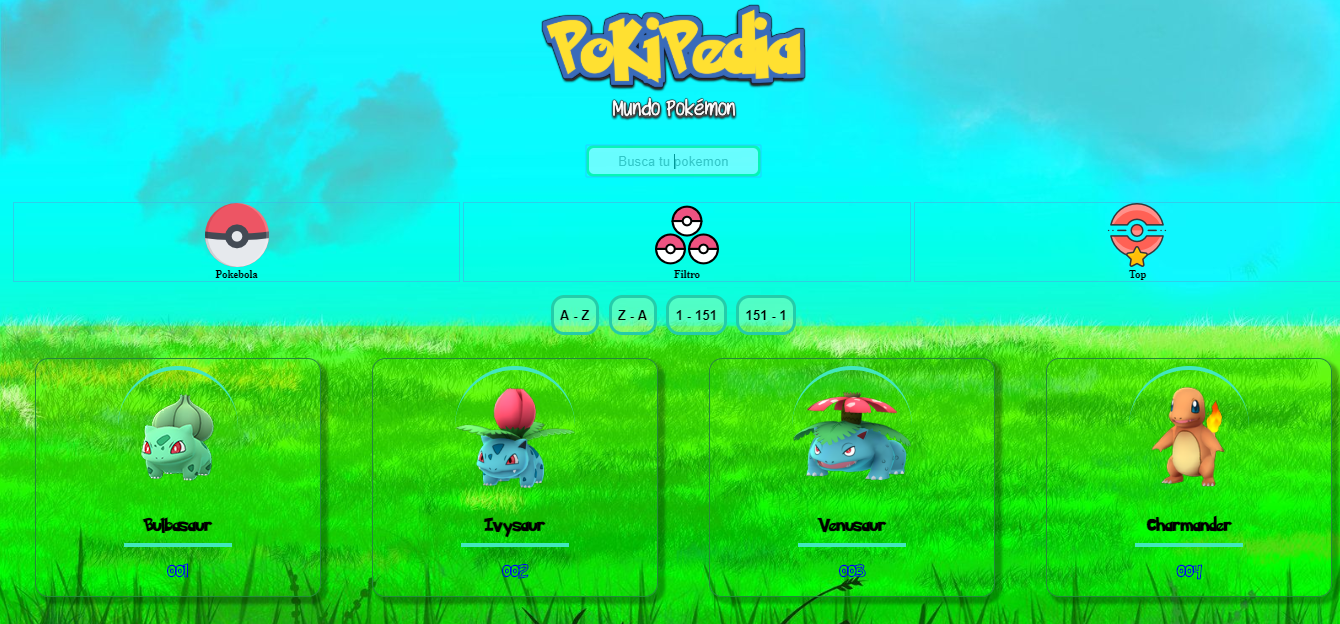 PoKiPedia
Mundo Pokémon
Busca tu pokemon
Pokebola
Filtro
Top
A - Z
Z - A
1 - 151
151 - 1
Bulbasaur
Ivysaur
Venusaur
Charmander
001
002
003
004